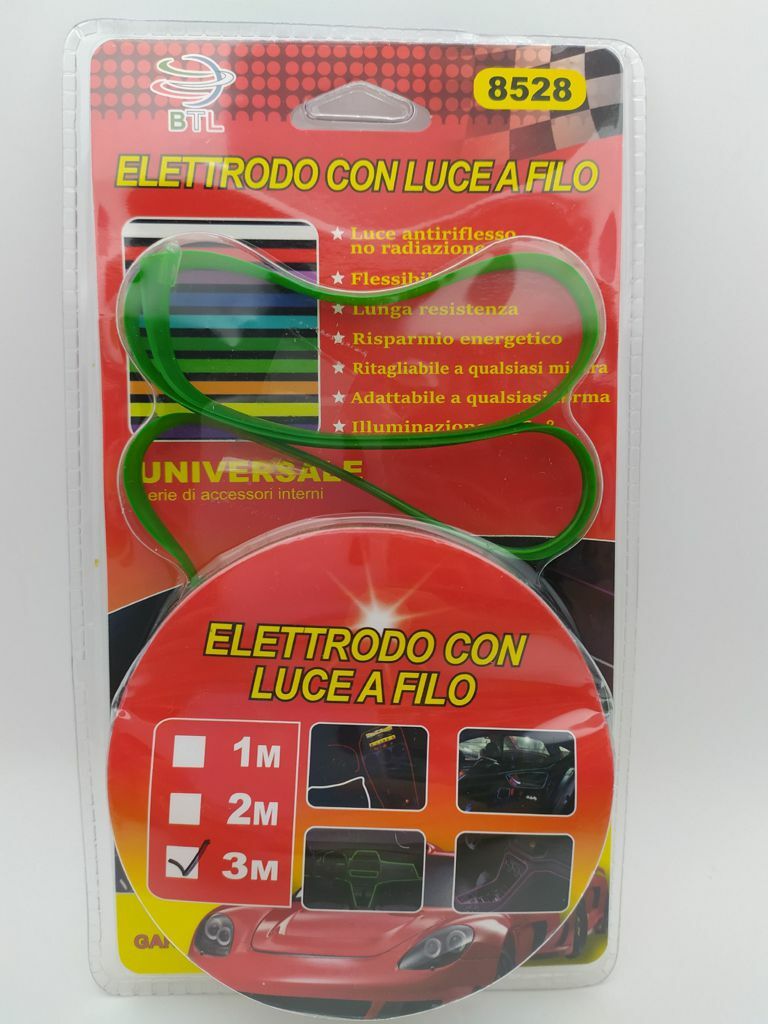 BTL
8528
ELETTRODO CON LUCE A FILO
Luce antiriflesso
no radiazione
Lunga resistenza
Risparmio energetico
Ritagliabile a qualsiasi
Adattabile a qualsiasi
UNIVERSALE
di accessori interni
ELETTRODO CON
LUCE A FILO
1M
2M
3M